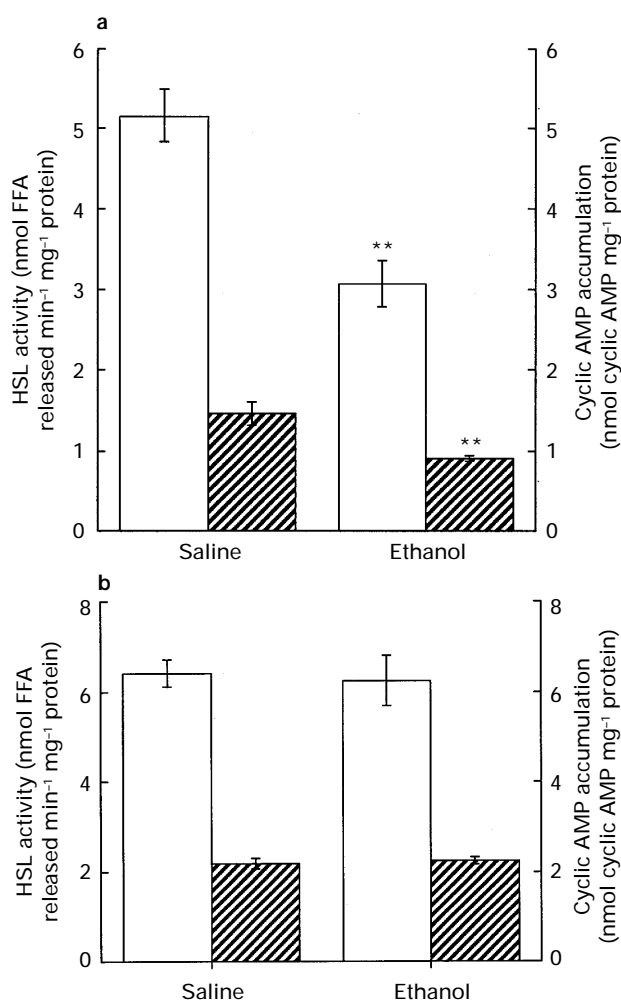 a
6
5
4
3
2
1
0
HSL activity (nmol FFA
released min⁻¹ mg⁻¹ protein)
**
**
6
5
4
3
2
1
0
Cyclic AMP accumulation
(nmol cyclic AMP mg⁻¹ protein)
Saline Ethanol
b
8
6
4
2
0
HSL activity (nmol FFA
released min⁻¹ mg⁻¹ protein)
8
6
4
2
0
Cyclic AMP accumulation
(nmol cyclic AMP mg⁻¹ protein)
Saline Ethanol